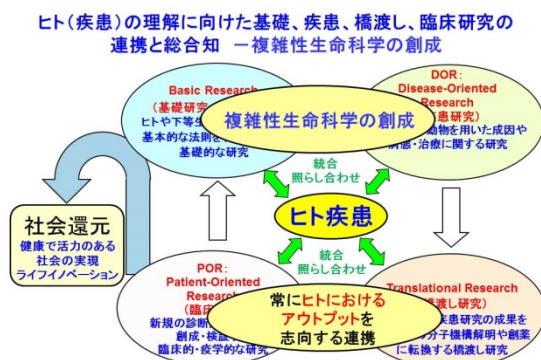 ヒト（疾患）の理解に向けた基礎、疾患、橋渡し、臨床研究の
連携と総合知 －複雑性生命科学の創成
Basic Research
（基礎研究
ヒトや下等生
基本的な法則を
基礎的な研究
DOR：
Disease-Oriented
Research
患研究）
動物を用いた成因や
病態・治療に関する研究
複雑性生命科学の創成
統合
照らし合わせ
ヒト疾患
統合
照らし合わせ
社会還元
健康で活力のある
社会の実現
ライフイノベーション
POR：
Patient-Oriented
Research
（臨床
新規の診断
創成・検証
臨床的・疫学的な研究
常にヒトにおける
アウトプットを
志向する連携
Translational Research
橋渡し研究）
疾患研究の成果を
分子機構解明や創薬
に転換する橋渡し研究